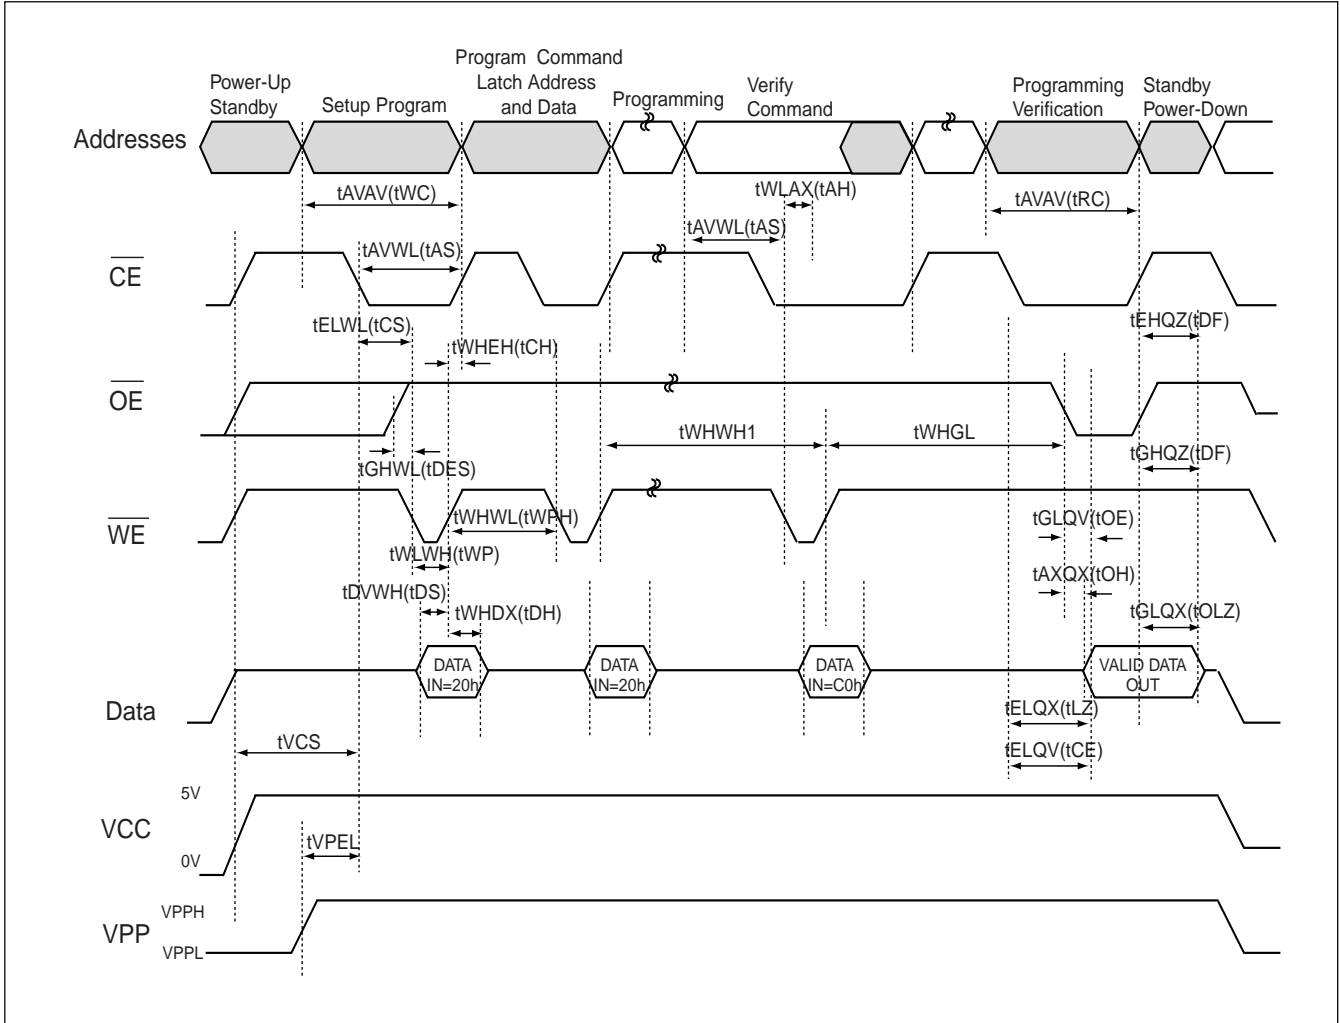 Power-Up
Standby
Setup Program
Program Command
Latch Address
and Data
Programming
Verify
Command
Programming
Verification
Standby
Power-Down
Addresses
tAVAV(tWC)
tWLAX(tAH)
tAVAV(tRC)
tAVWL(tAS)
tAVWL(tAS)
CE
tELWL(tCS)
tWHEH(tCH)
tEHQZ(tDF)
OE
tWHWH1
tWHGL
tGHWL(tDES)
tGHQZ(tDF)
WE
tWHWL(tWPH)
tGLQV(tOE)
tWLWH(tWP)
tAXQX(tOH)
tDVWH(tDS)
tWHDX(tDH)
tGLQX(tOLZ)
DATA
IN=20h
DATA
IN=20h
DATA
IN=C0h
VALID DATA
OUT
Data
tELQX(tLZ)
tVCS
tELQV(tCE)
5V
VCC
0V
tVPEL
VPPH
VPP
VPPL